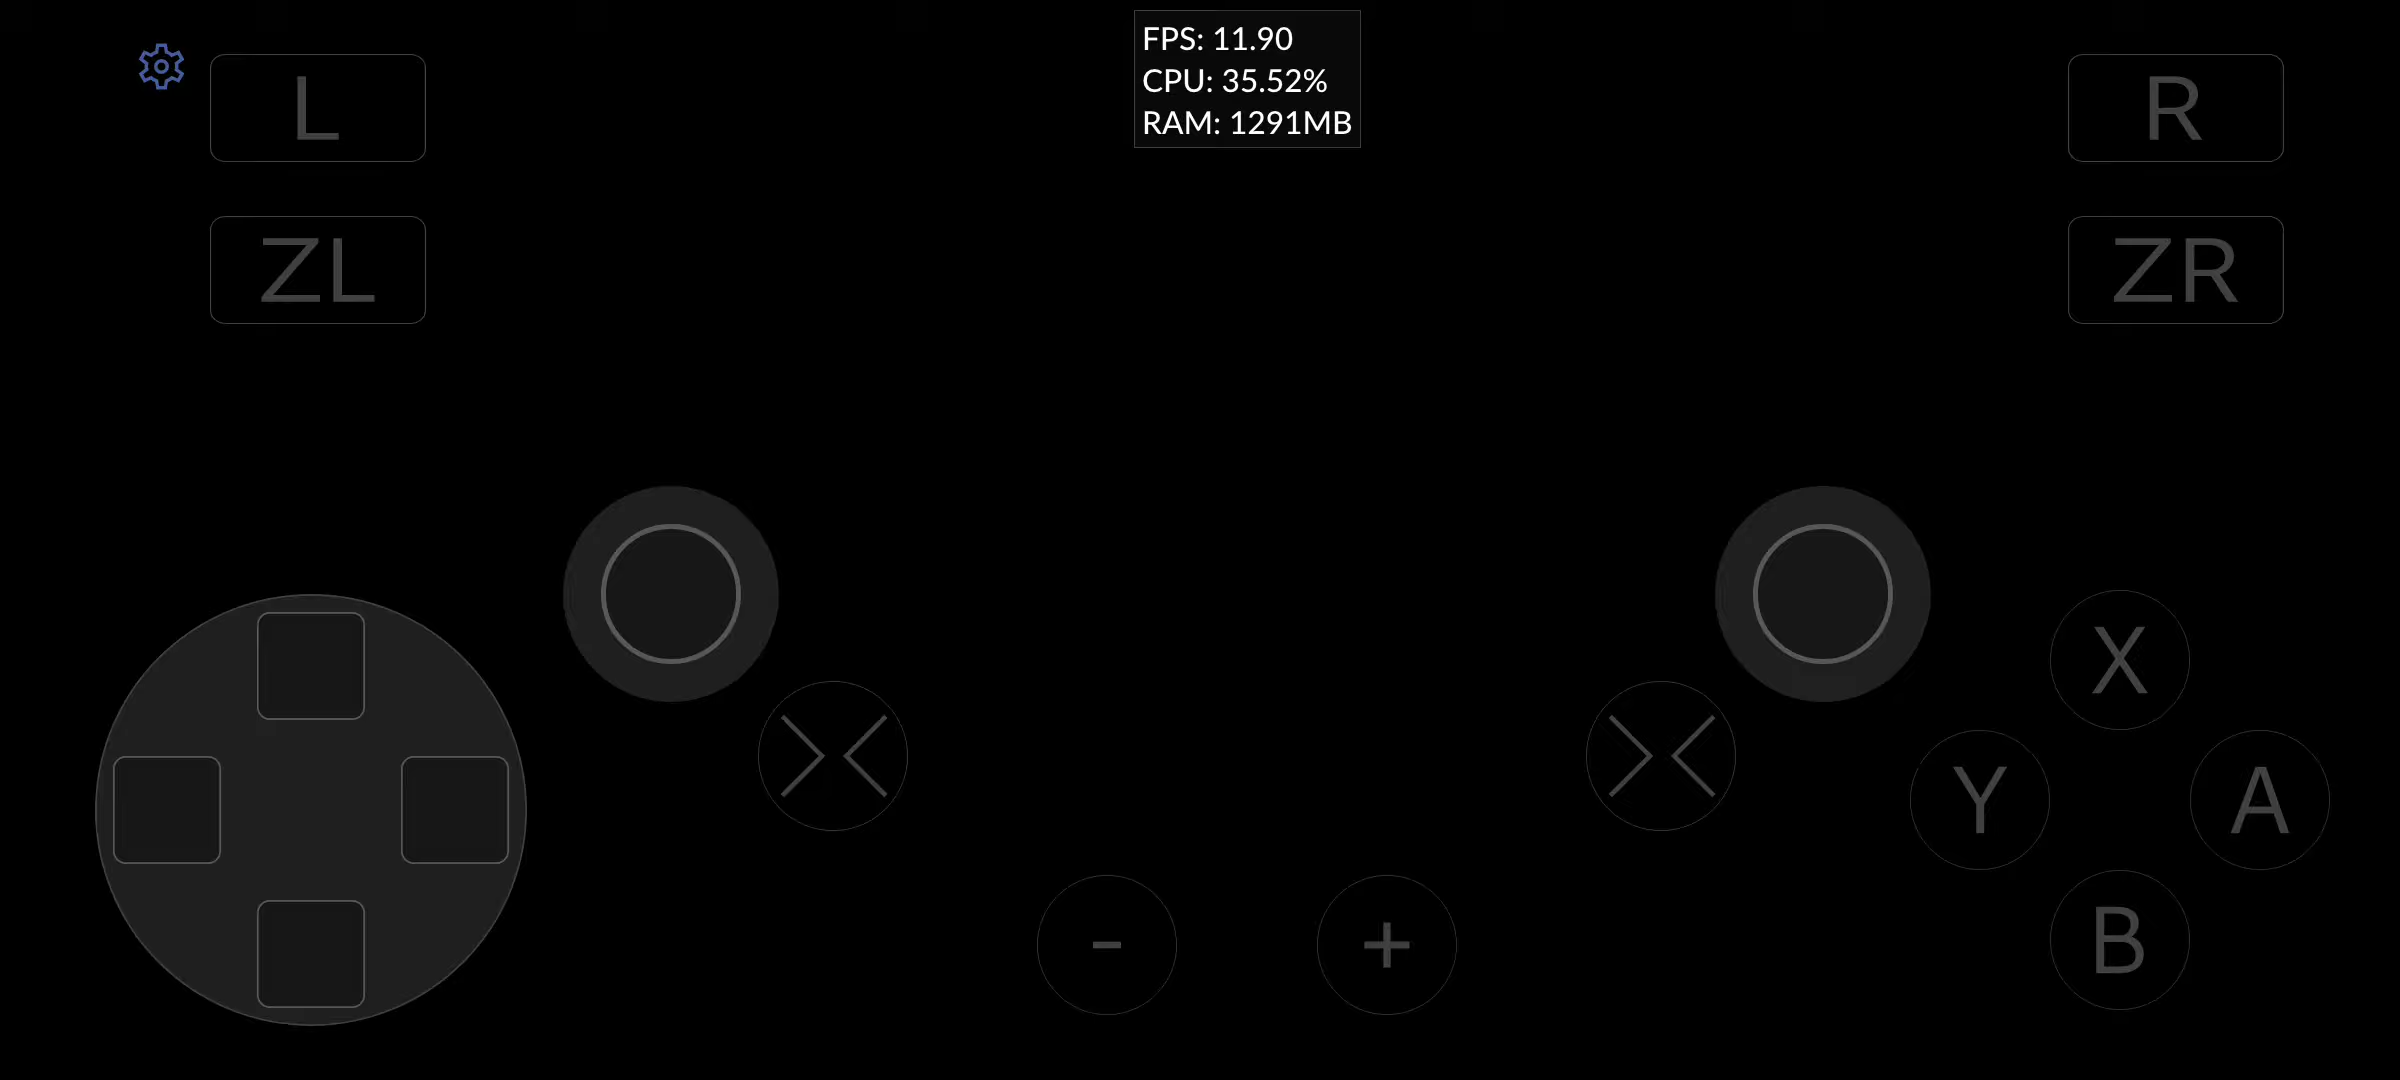 FPS: 11.90
CPU: 35.52%
RAM: 1291MB
L
R
ZL
ZR
X
Y
A
B
-
+